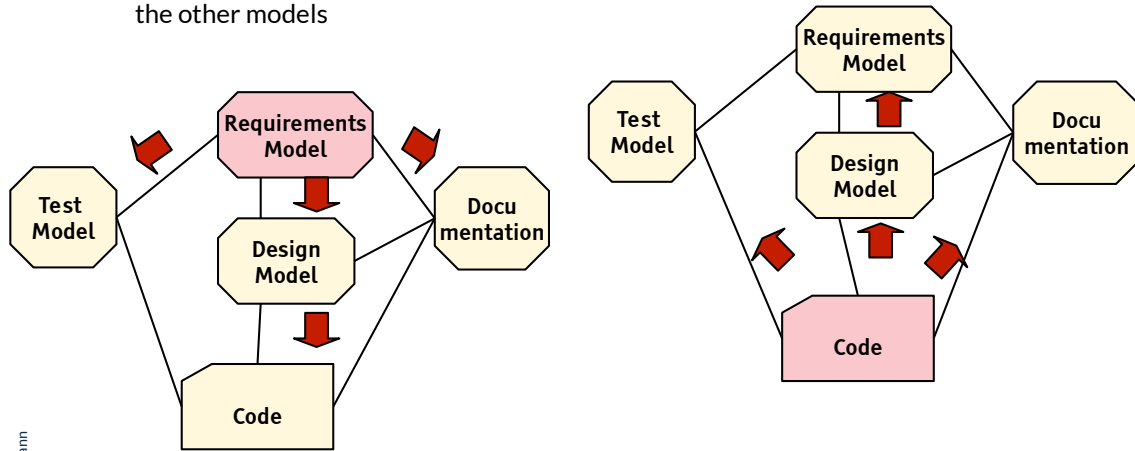 the other models
Requirements
Model
Test
Model
Docu
mentation
Design
Model
Code
ann
Requirements
Model
Test
Model
Docu
mentation
Design
Model
Code